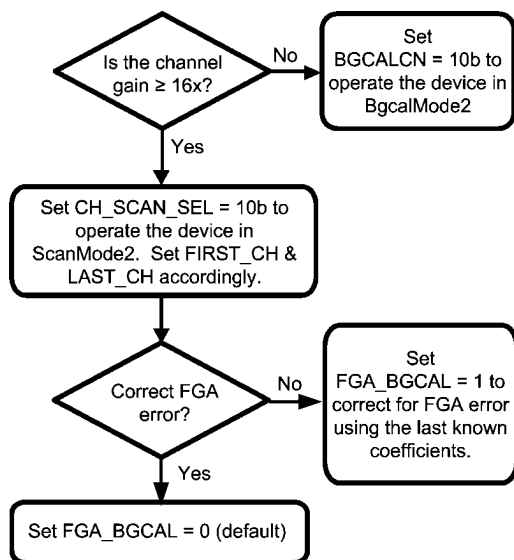 Is the channel
gain ≥ 16x?
No
Set
BGCALCN = 10b to
operate the device in
BgcalMode2
Yes
Set CH_SCAN_SEL = 10b to
operate the device in
ScanMode2. Set FIRST_CH &
LAST_CH accordingly.
Correct FGA
error?
No
Set
FGA_BGCAL = 1 to
correct for FGA error
using the last known
coefficients.
Yes
Set FGA_BGCAL = 0 (default)